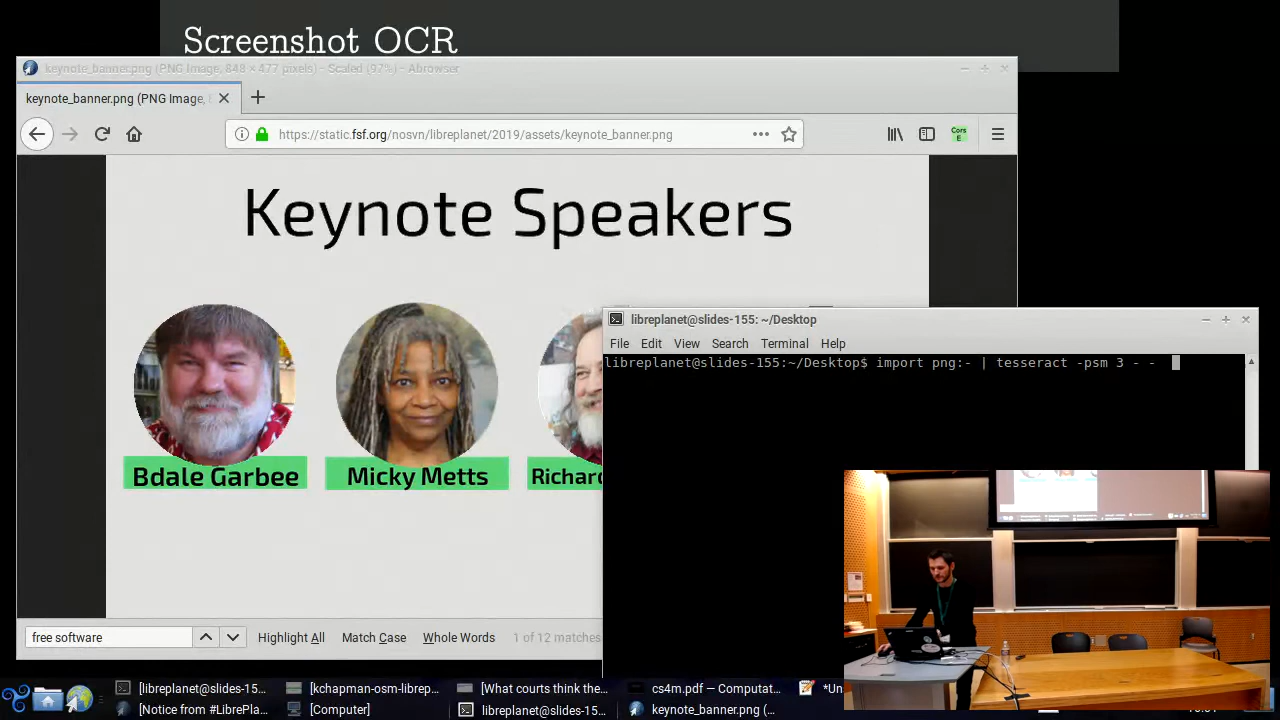 Screenshot OCR
keynote_banner.png (PNG Image, 848 × 477 pixels) - Scaled (97%) - Abrowser
keynote_banner.png (PNG Image,
https://static.fsf.org/nosvn/libreplanet/2019/assets/keynote_banner.png
Cors
E
Keynote Speakers
Bdale Garbee
Micky Metts
Richard
libreplanet@slides-155: ~/Desktop
File Edit View Search Terminal Help
libreplanet@slides-155:~/Desktop$ import png:- | tesseract -psm 3 - -
free software
Highlight All
Match Case
Whole Words
1 of 12 matches
[libreplanet@slides-15...
[kchapman-osm-librep...
[What courts think the...
cs4m.pdf — Computat...
*Un
[Notice from #LibrePla...
[Computer]
libreplanet@slides-15...
keynote_banner.png (...